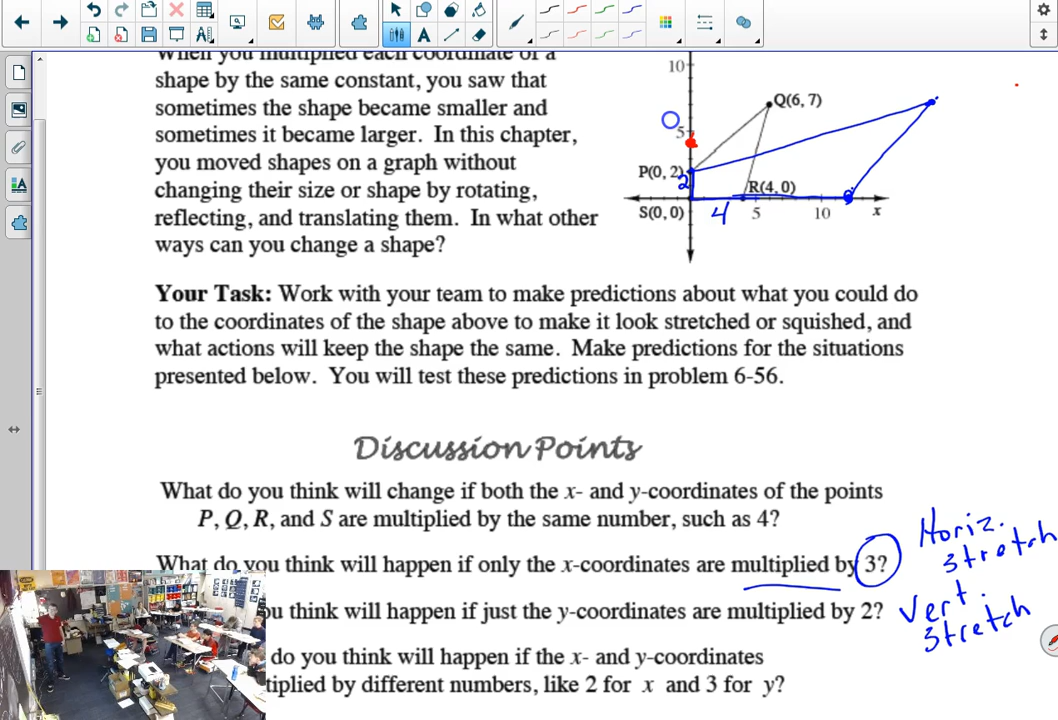 When you multiplied each coordinate of a
shape by the same constant, you saw that
sometimes the shape became smaller and
sometimes it became larger. In this chapter,
you moved shapes on a graph without
changing their size or shape by rotating,
reflecting, and translating them. In what other
ways can you change a shape?
10
Q(6, 7)
5
P(0, 2)
2
R(4, 0)
S(0, 0)
4
5
10
x
Your Task: Work with your team to make predictions about what you could do
to the coordinates of the shape above to make it look stretched or squished, and
what actions will keep the shape the same. Make predictions for the situations
presented below. You will test these predictions in problem 6-56.
Discussion Points
What do you think will change if both the x- and y-coordinates of the points
P, Q, R, and S are multiplied by the same number, such as 4?
What do you think will happen if only the x-coordinates are multiplied by 3?
Horiz.
stretch
think will happen if just the y-coordinates are multiplied by 2?
Vert.
stretch
do you think will happen if the x- and y-coordinates
by different numbers, like 2 for x and 3 for y?